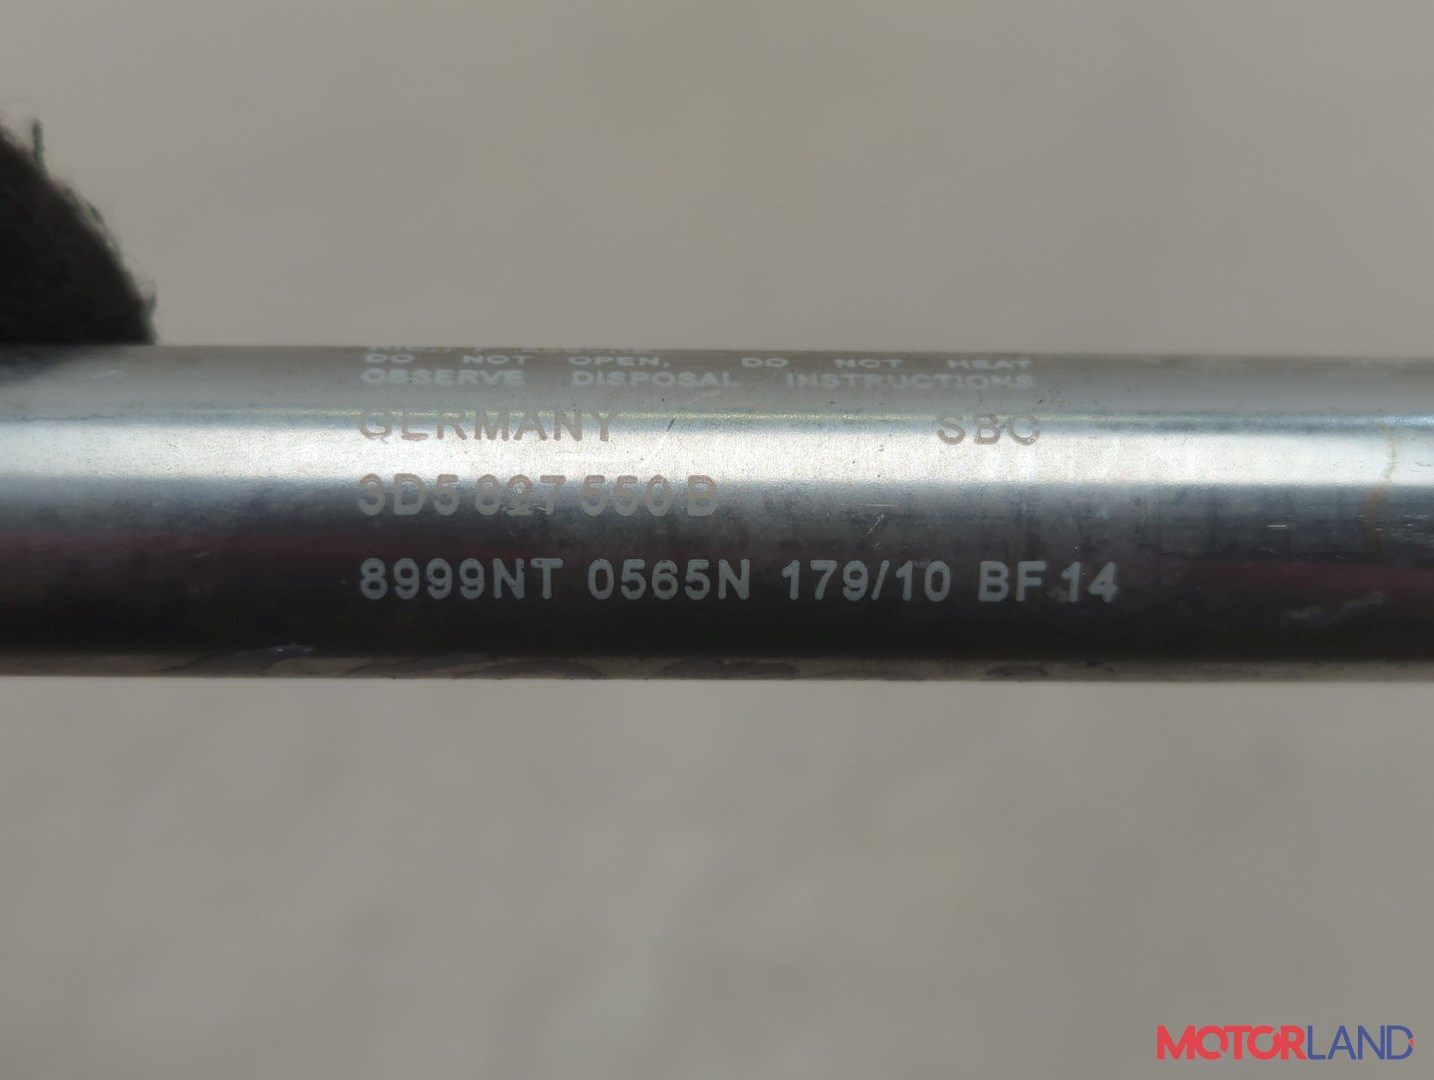 DO NOT OPEN, DO NOT HEAT
OBSERVE DISPOSAL INSTRUCTIONS
GERMANY SBC
3D5 827 550 B
8999NT 0565N 179/10 BF 14
MOTORLAND